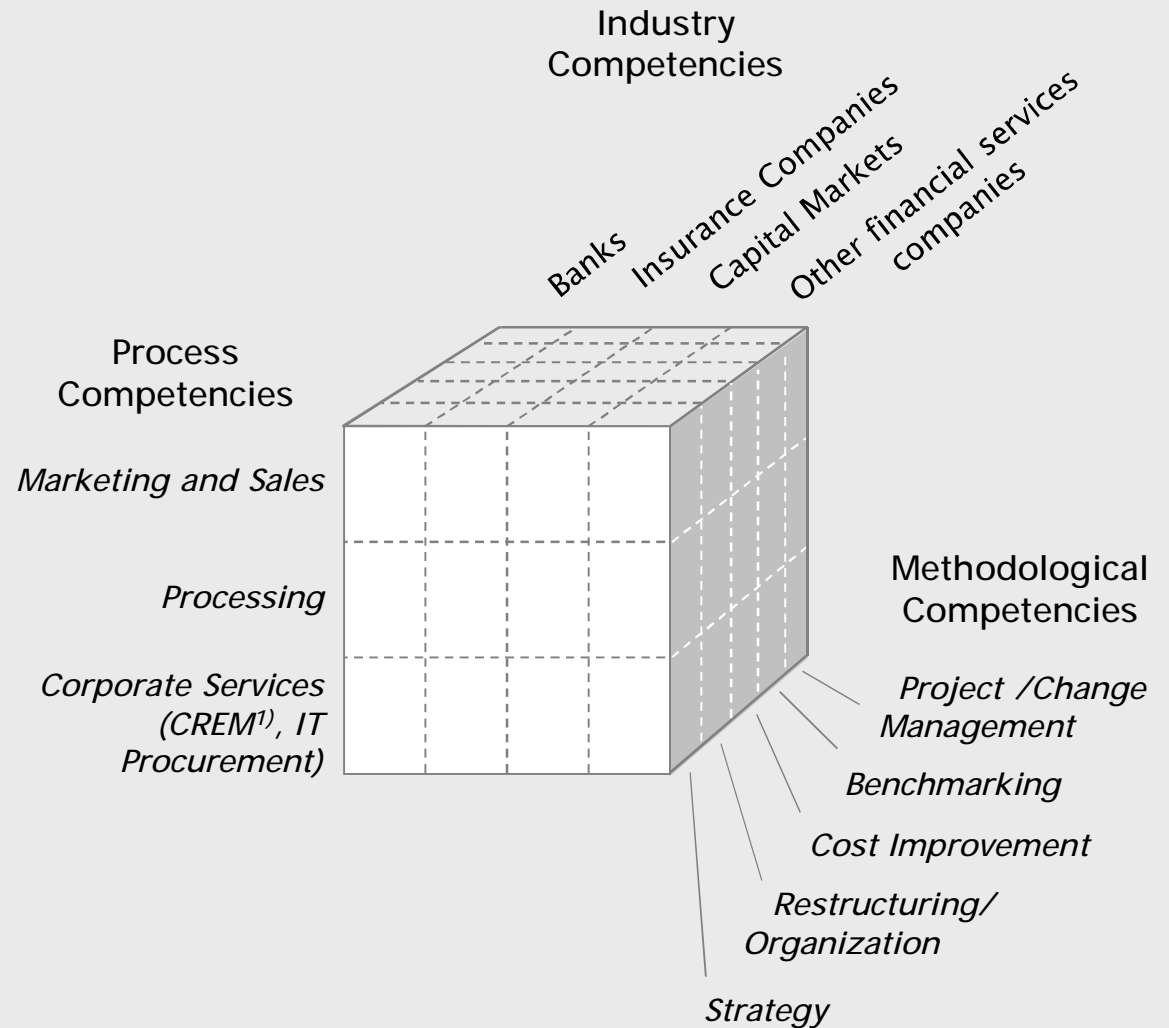 Industry
Competencies
Banks
Insurance Companies
Capital Markets
Other financial services
companies
Process
Competencies
Marketing and Sales
Processing
Corporate Services
(CREM¹⁾, IT
Procurement)
Methodological
Competencies
Project /Change
Management
Benchmarking
Cost Improvement
Restructuring/
Organization
Strategy